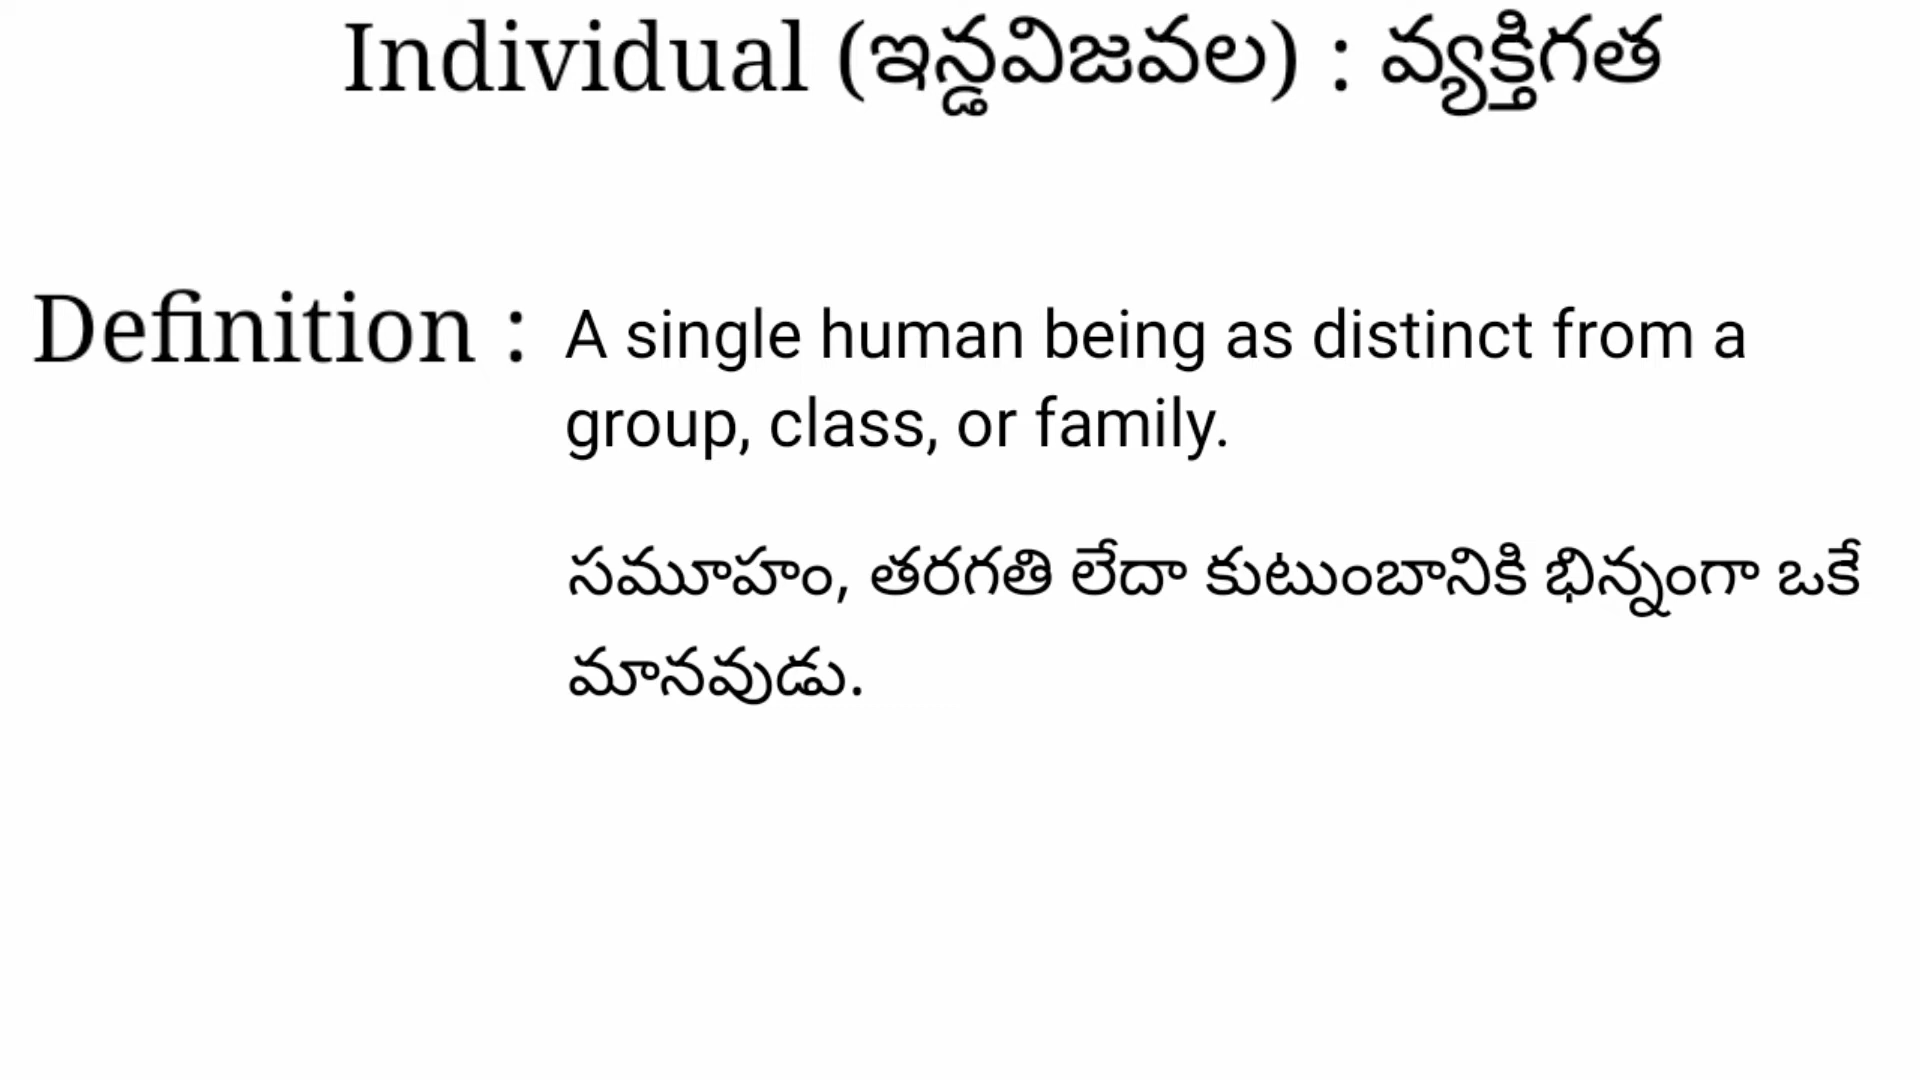 Individual (ఇన్డవిజవల) : వ్యక్తిగత
Definition : A single human being as distinct from a
group, class, or family.
సమూహం, తరగతి లేదా కుటుంబానికి భిన్నంగా ఒకే
మానవుడు.